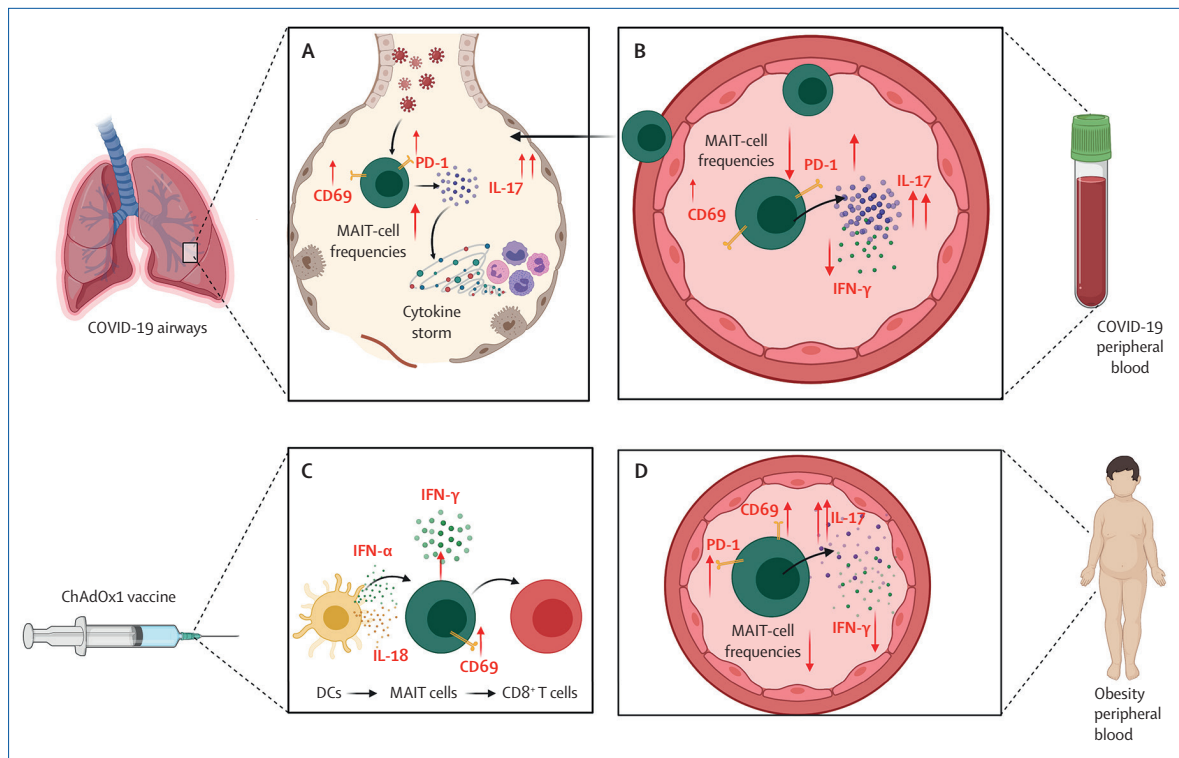 A
PD-1
CD69
IL-17
MAIT-cell
frequencies
Cytokine
storm
COVID-19 airways
B
MAIT-cell
frequencies
PD-1
IL-17
CD69
IFN-γ
COVID-19
peripheral
blood
C
IFN-γ
IFN-α
IL-18
CD69
DCs MAIT cells CD8⁺ T cells
ChAdOx1 vaccine
D
CD69
IL-17
PD-1
MAIT-cell
frequencies
IFN-γ
Obesity
peripheral
blood